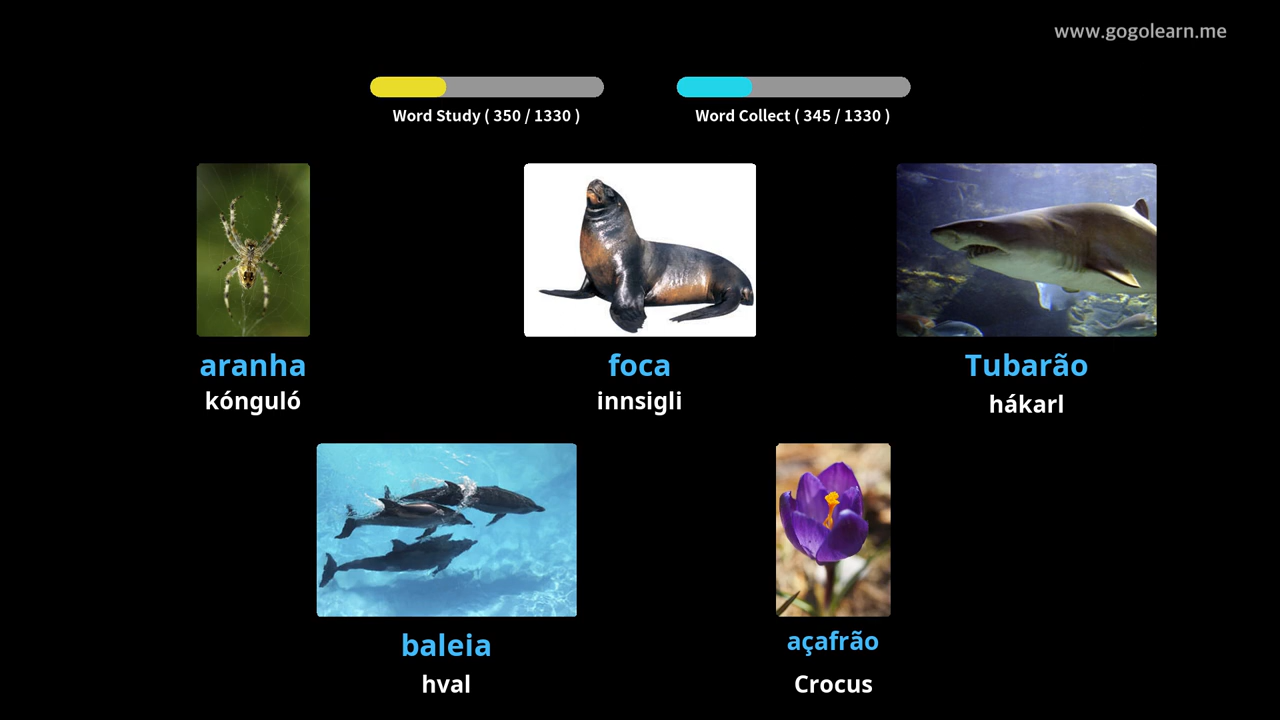 www.gogolearn.me
Word Study ( 350 / 1330 )
Word Collect ( 345 / 1330 )
aranha
kónguló
foca
innsigli
Tubarão
hákarl
baleia
hval
açafrão
Crocus